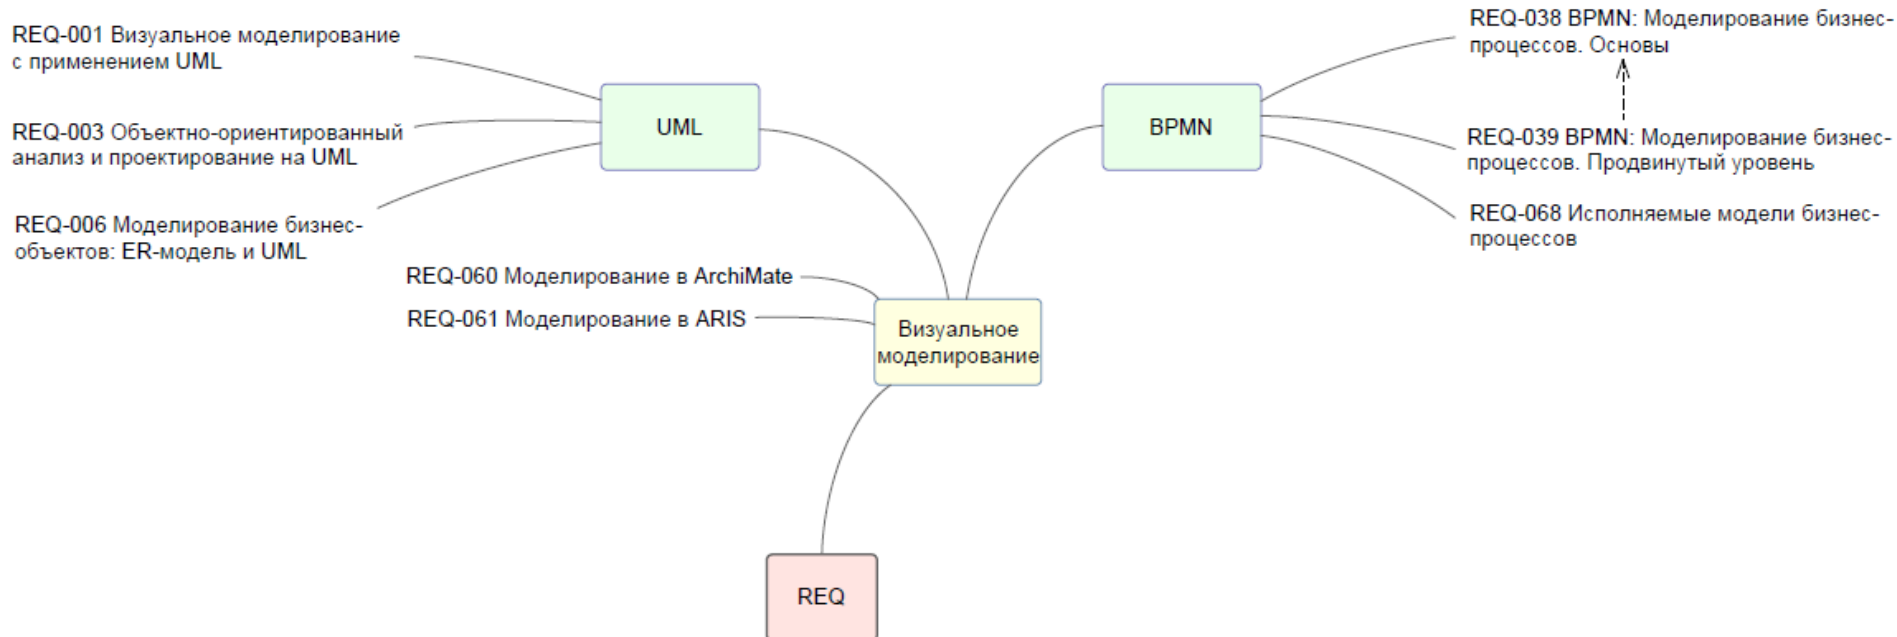 REQ-001 Визуальное моделирование
с применением UML
REQ-003 Объектно-ориентированный
анализ и проектирование на UML
REQ-006 Моделирование бизнес-
объектов: ER-модель и UML
UML
BPMN
REQ-038 BPMN: Моделирование бизнес-
процессов. Основы
REQ-039 BPMN: Моделирование бизнес-
процессов. Продвинутый уровень
REQ-068 Исполняемые модели бизнес-
процессов
REQ-060 Моделирование в ArchiMate
REQ-061 Моделирование в ARIS
Визуальное
моделирование
REQ